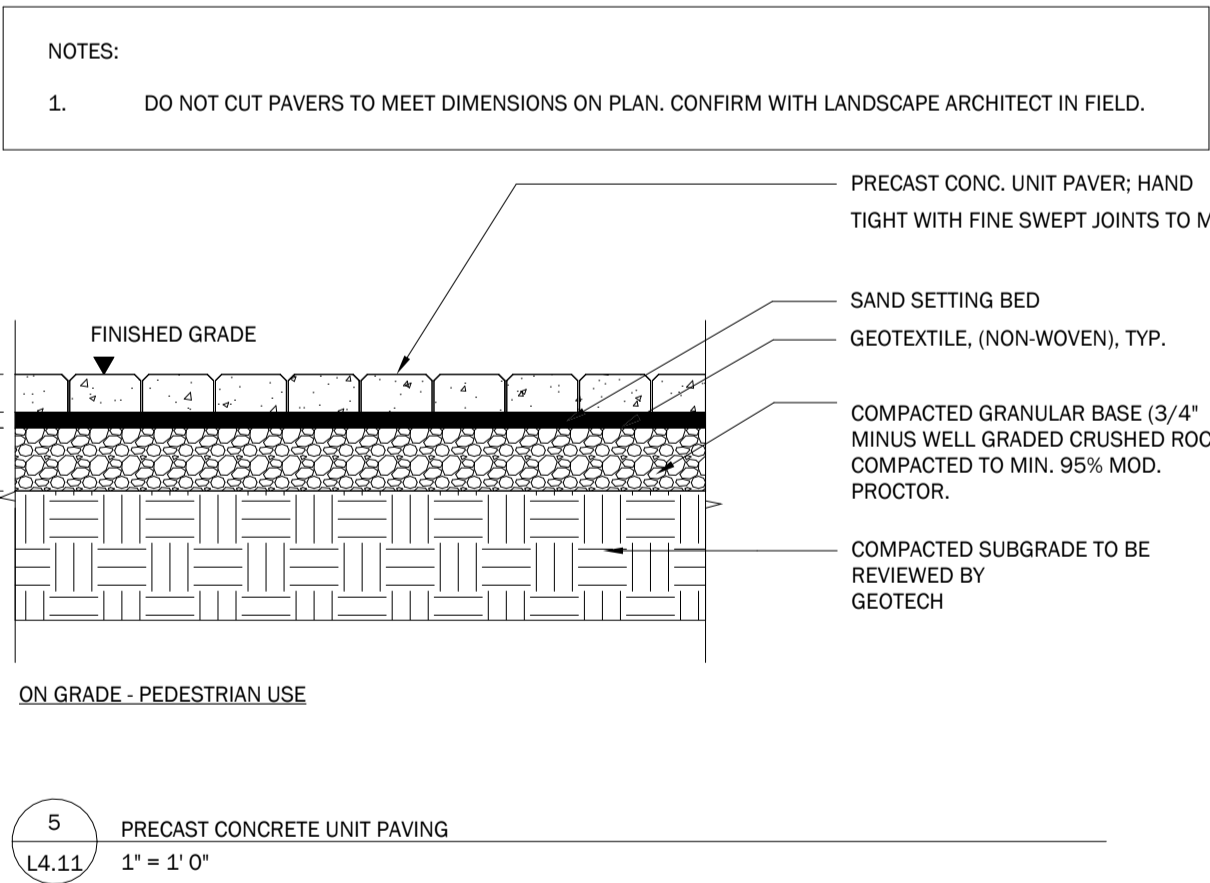 NOTES:
1. DO NOT CUT PAVERS TO MEET DIMENSIONS ON PLAN. CONFIRM WITH LANDSCAPE ARCHITECT IN FIELD.
PRECAST CONC. UNIT PAVER; HAND
TIGHT WITH FINE SWEPT JOINTS TO
SAND SETTING BED
GEOTEXTILE, (NON-WOVEN), TYP.
FINISHED GRADE
COMPACTED GRANULAR BASE (3/4"
MINUS WELL GRADED CRUSHED
COMPACTED TO MIN. 95% MOD.
PROCTOR.
COMPACTED SUBGRADE TO BE
REVIEWED BY
GEOTECH
ON GRADE - PEDESTRIAN USE
5
PRECAST CONCRETE UNIT PAVING
L4.11
1" = 1' 0"